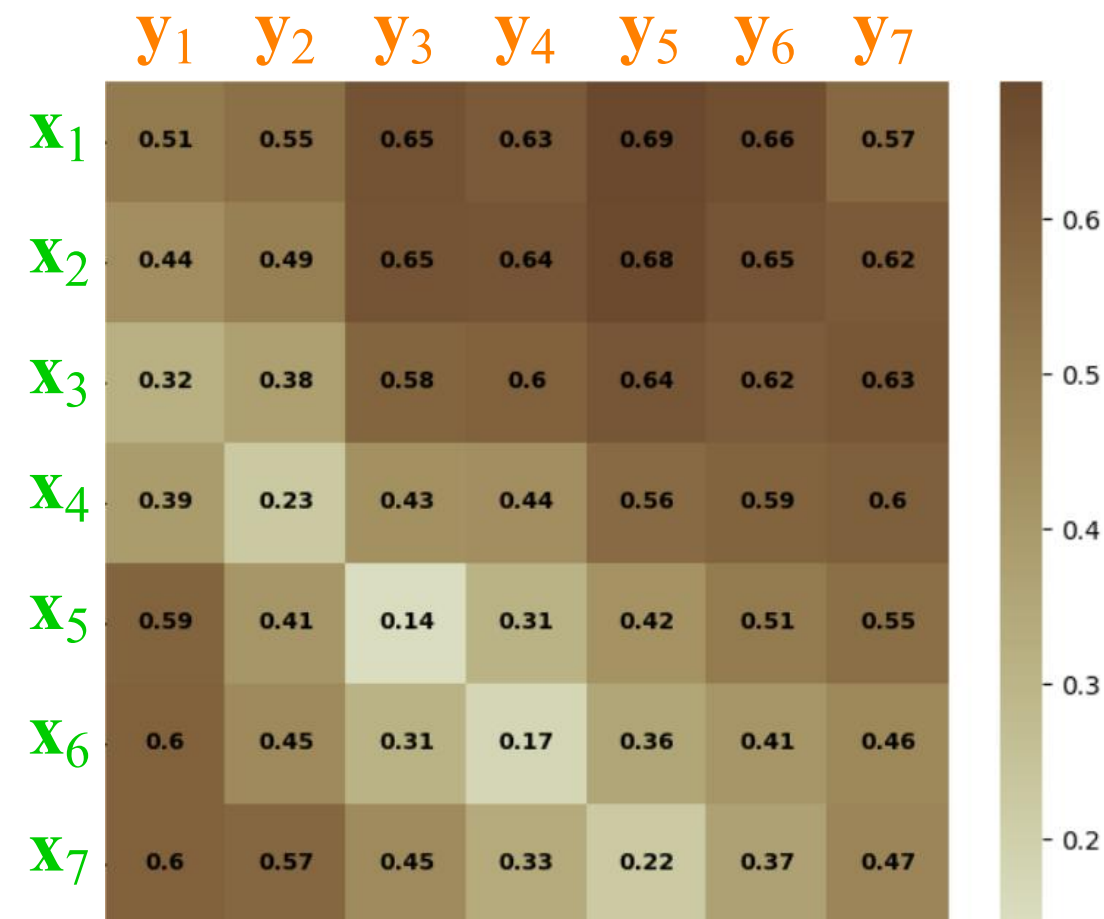 y1 y2 y3 y4 y5 y6 y7
x1 0.51 0.55 0.65 0.63 0.69 0.66 0.57
0.6
x2 0.44 0.49 0.65 0.64 0.68 0.65 0.62
x3 0.32 0.38 0.58 0.6 0.64 0.62 0.63
0.5
x4 0.39 0.23 0.43 0.44 0.56 0.59 0.6
0.4
x5 0.59 0.41 0.14 0.31 0.42 0.51 0.55
0.3
x6 0.6 0.45 0.31 0.17 0.36 0.41 0.46
0.2
x7 0.6 0.57 0.45 0.33 0.22 0.37 0.47